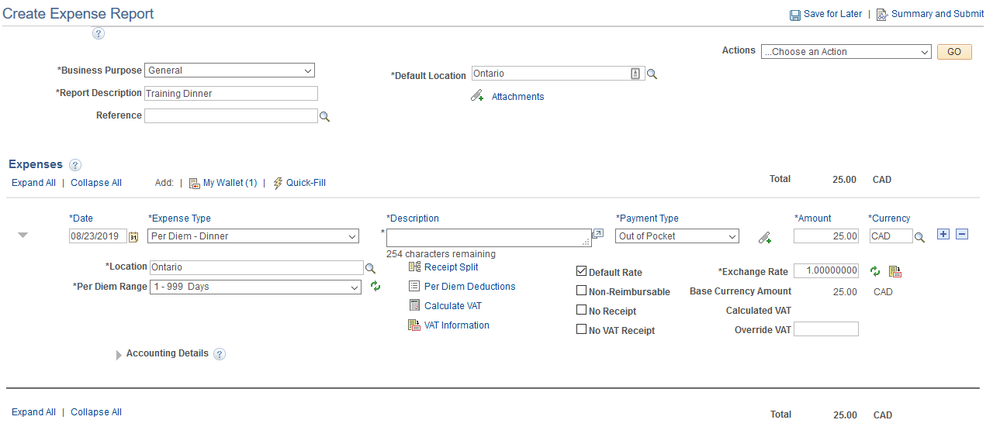 Create Expense Report
Save for Later | Summary and Submit
?
Actions ...Choose an Action GO
*Business Purpose General
*Default Location Ontario
*Report Description Training Dinner
Attachments
Reference
Expenses ?
Expand All | Collapse All Add: | My Wallet (1) | Quick-Fill Total 25.00 CAD
*Date *Expense Type *Description *Payment Type *Amount *Currency
08/23/2019 31 Per Diem - Dinner * Out of Pocket 25.00 CAD + −
254 characters remaining
*Location Ontario Receipt Split Default Rate *Exchange Rate 1.00000000
*Per Diem Range 1 - 999 Days Per Diem Deductions Non-Reimbursable Base Currency Amount 25.00 CAD
Calculate VAT No Receipt Calculated VAT
VAT Information No VAT Receipt Override VAT
Accounting Details ?
Expand All | Collapse All Total 25.00 CAD